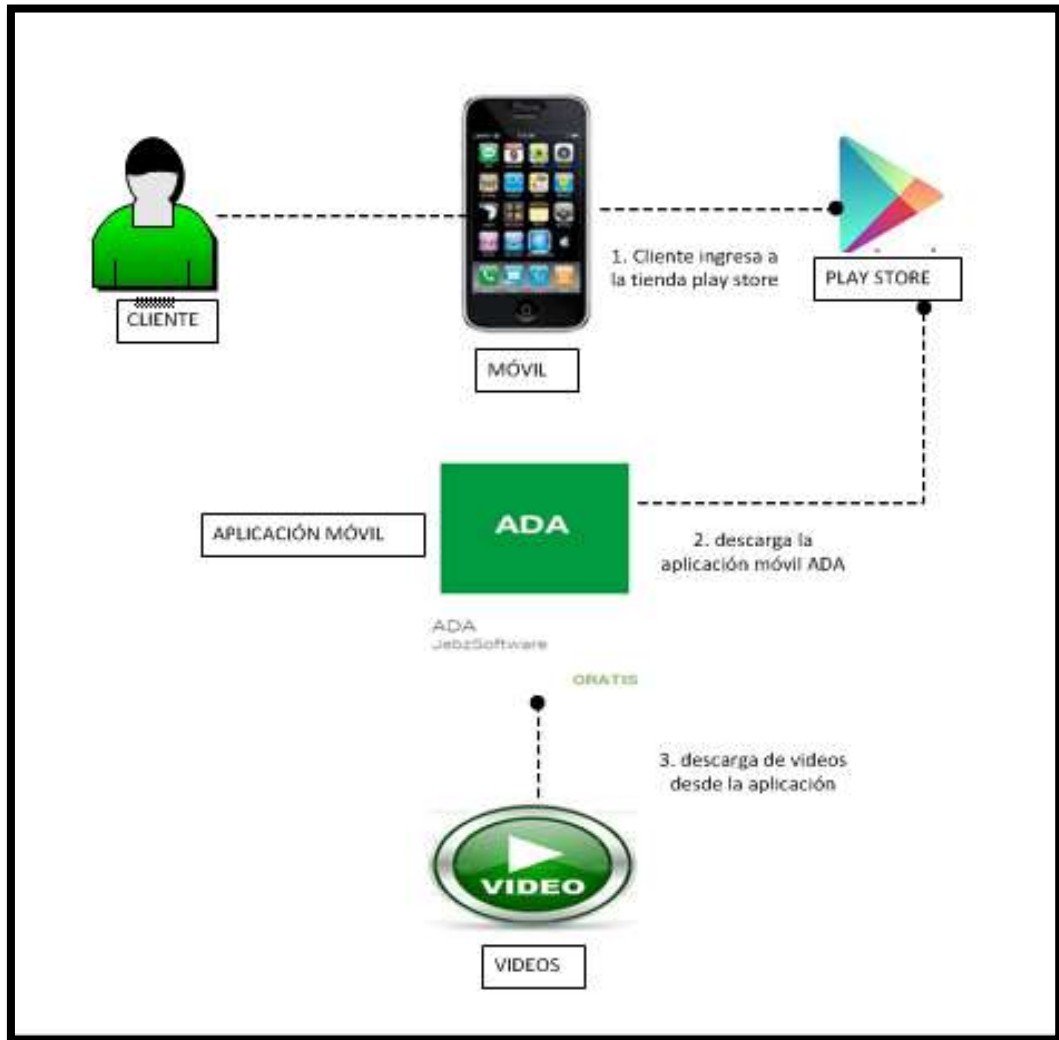 1. Cliente ingresa a
la tienda play store
PLAY STORE
CLIENTE
MÓVIL
APLICACIÓN MÓVIL
ADA
2. descarga la
aplicación móvil ADA
ADA
JebzSoftware
GRATIS
3. descarga de videos
desde la aplicación
VIDEO
VIDEOS